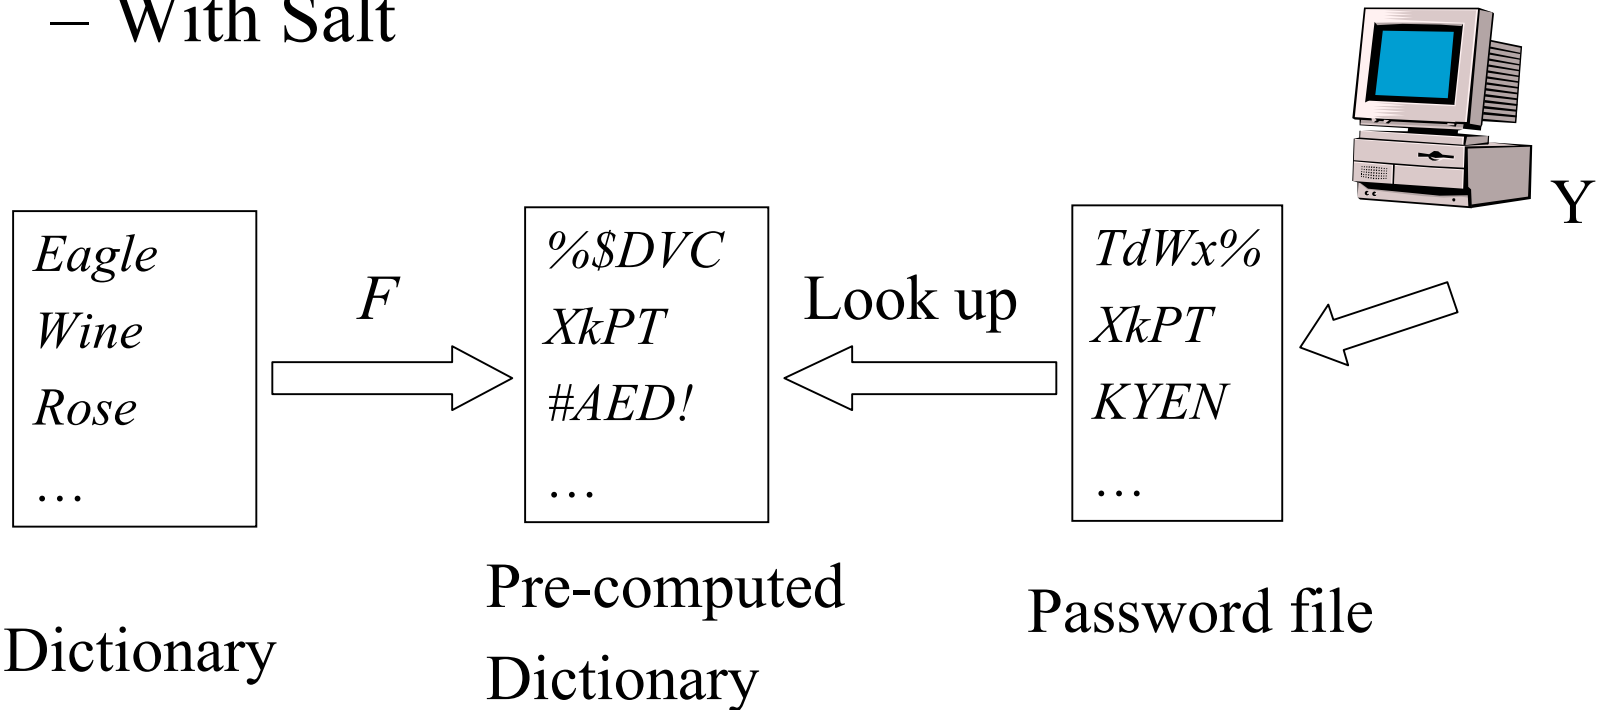 – With Salt
Y
Eagle
Wine
Rose
…
F
%$DVC
XkPT
#AED!
…
Look up
TdWx%
XkPT
KYEN
…
Dictionary
Pre-computed
Dictionary
Password file